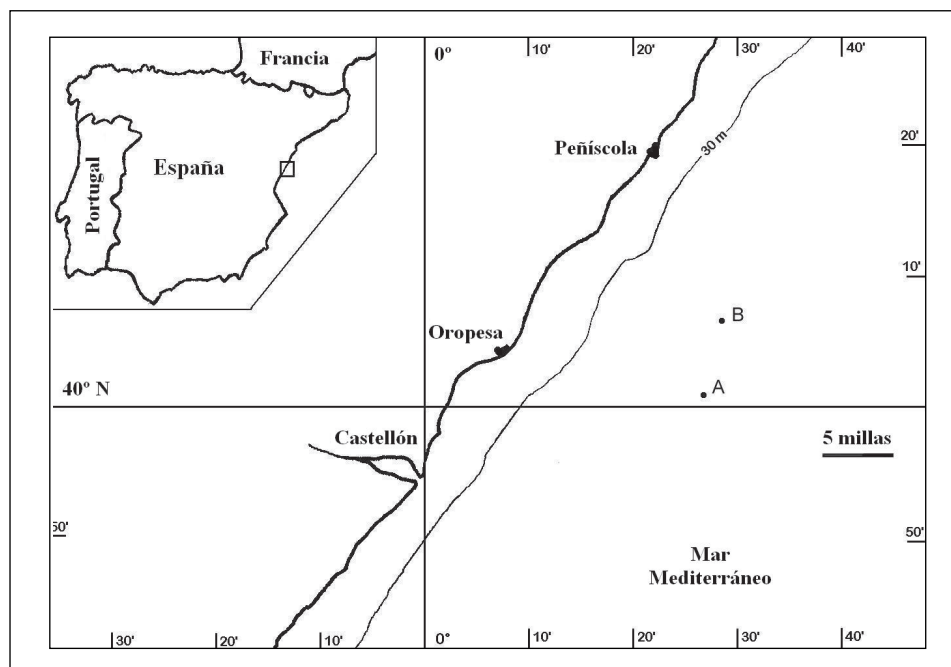 0º
10'
20'
30'
40'
Francia
España
Portugal
30 m
Peñíscola
20'
10'
B
Oropesa
A
40º N
5 millas
Castellón
50'
Mar
Mediterráneo
30'
20'
10'
0º
10'
20'
30'
40'